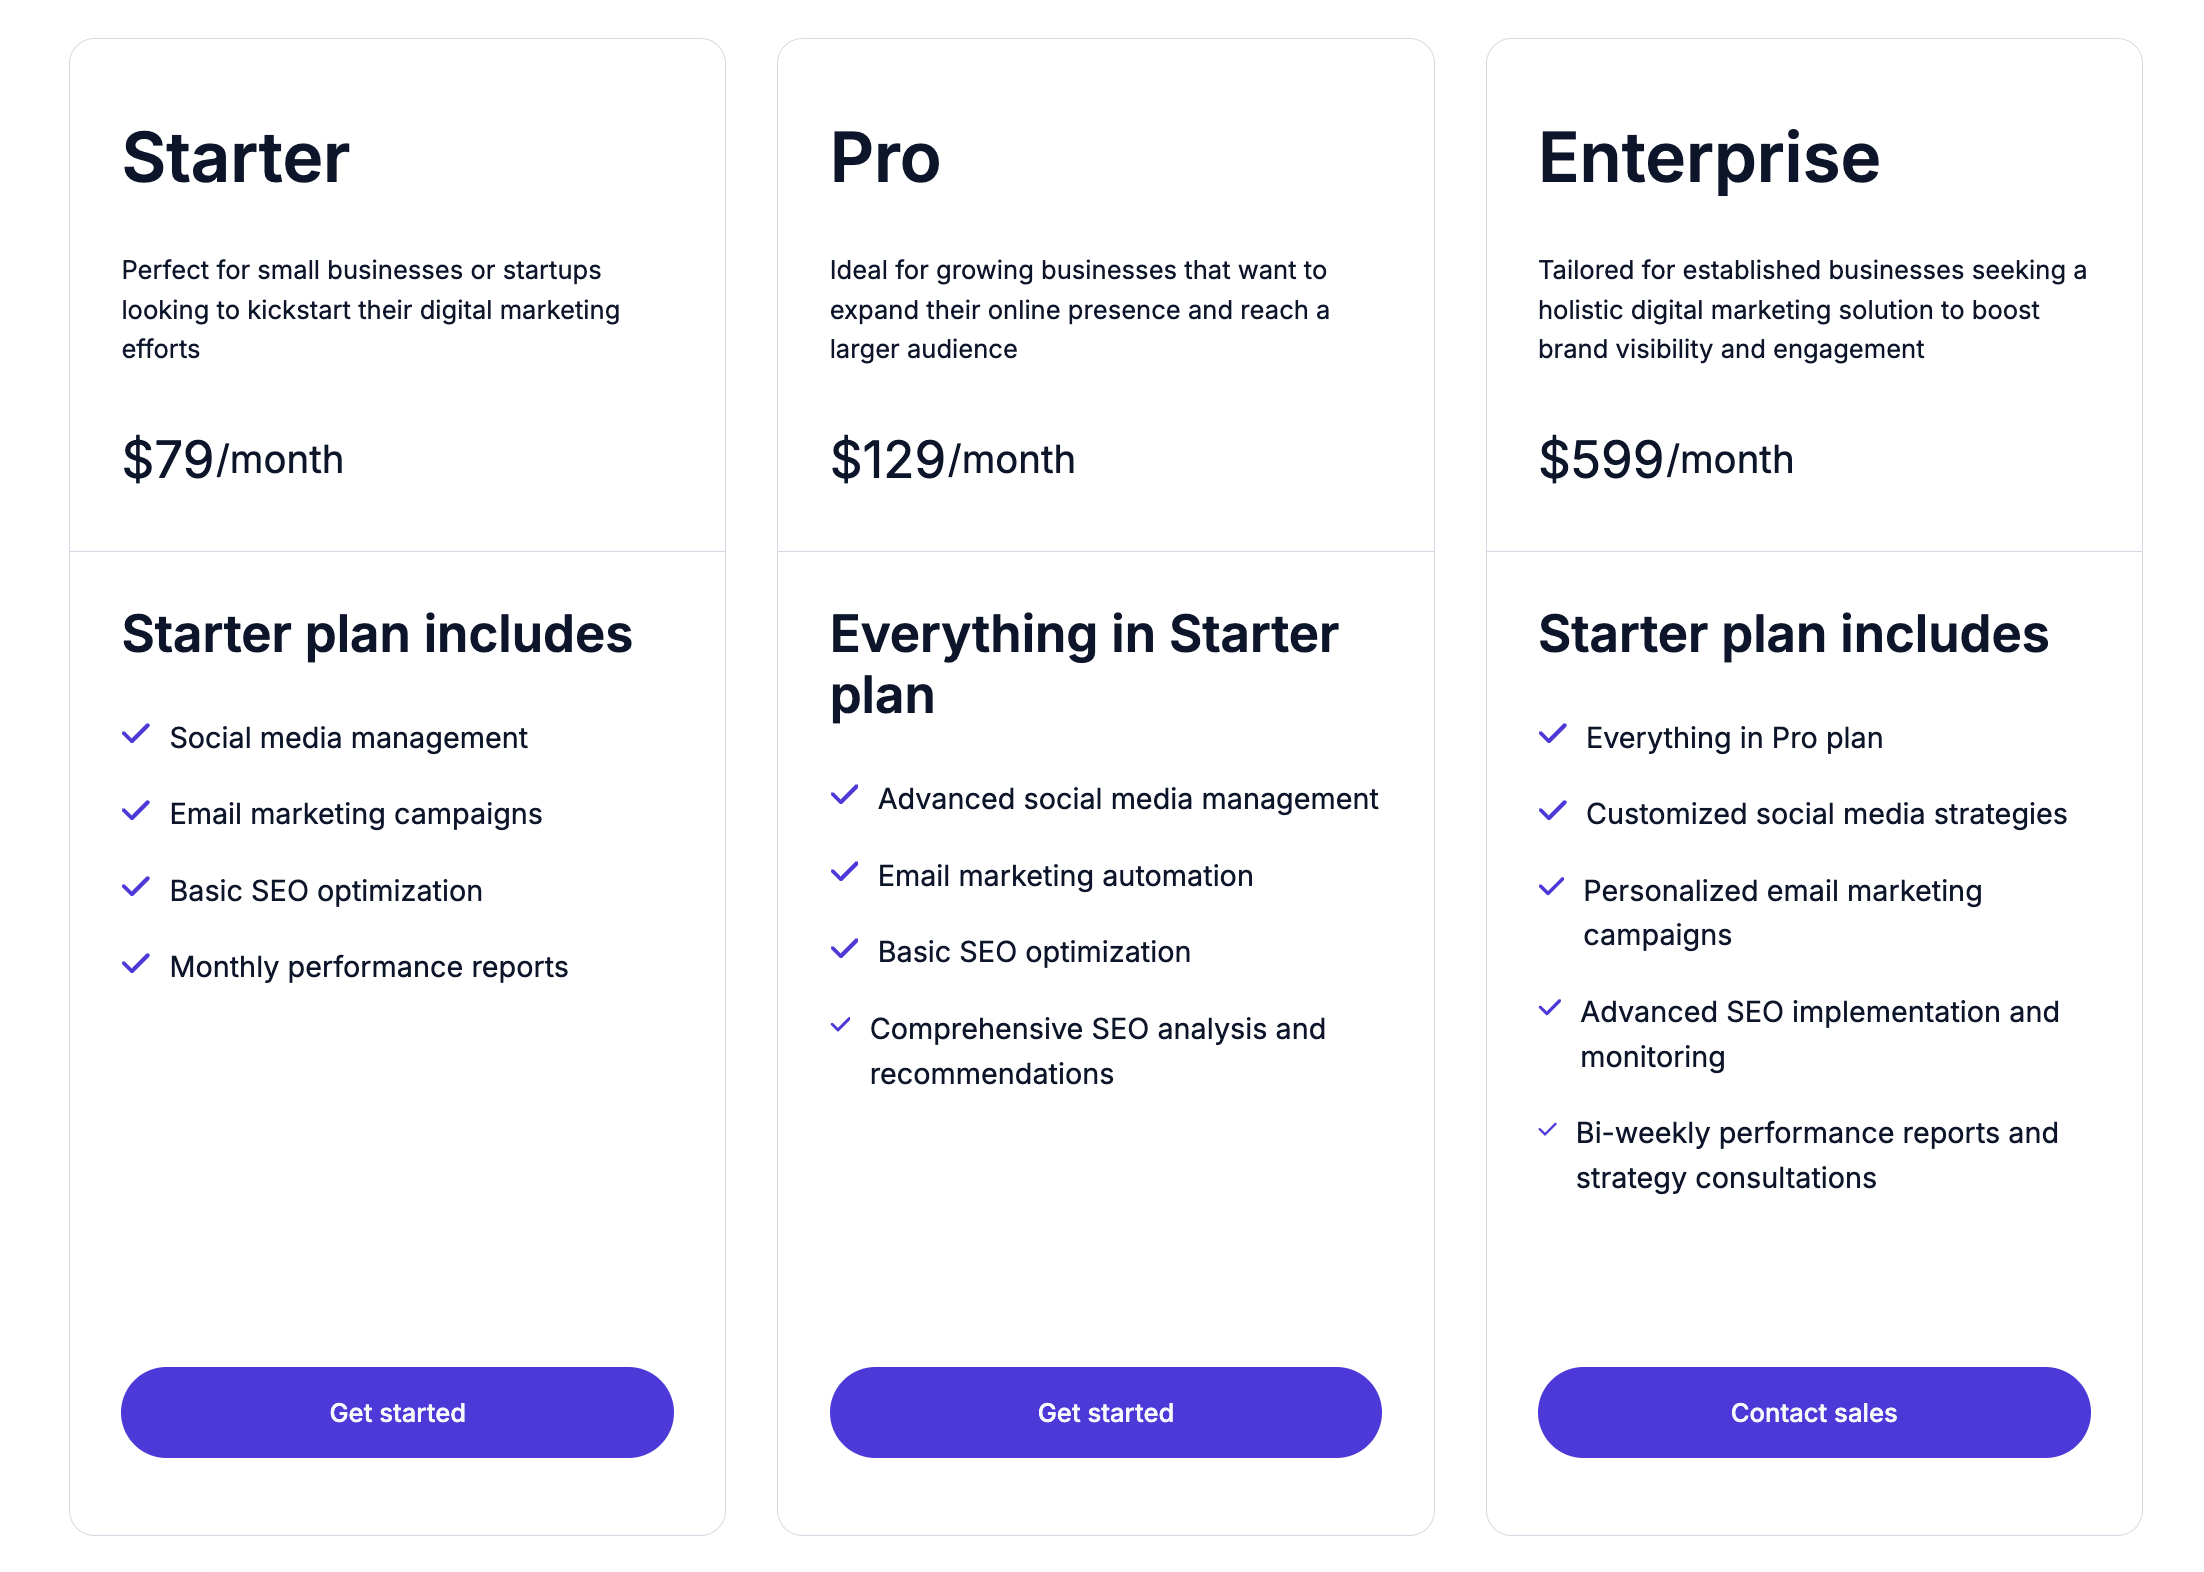 Starter
Perfect for small businesses or startups
looking to kickstart their digital marketing
efforts
$79/month
Starter plan includes
Social media management
Email marketing campaigns
Basic SEO optimization
Monthly performance reports
Get started
Pro
Ideal for growing businesses that want to
expand their online presence and reach a
larger audience
$129/month
Everything in Starter
plan
Advanced social media management
Email marketing automation
Basic SEO optimization
Comprehensive SEO analysis and
recommendations
Get started
Enterprise
Tailored for established businesses seeking a
holistic digital marketing solution to boost
brand visibility and engagement
$599/month
Starter plan includes
Everything in Pro plan
Customized social media strategies
Personalized email marketing
campaigns
Advanced SEO implementation and
monitoring
Bi-weekly performance reports and
strategy consultations
Contact sales